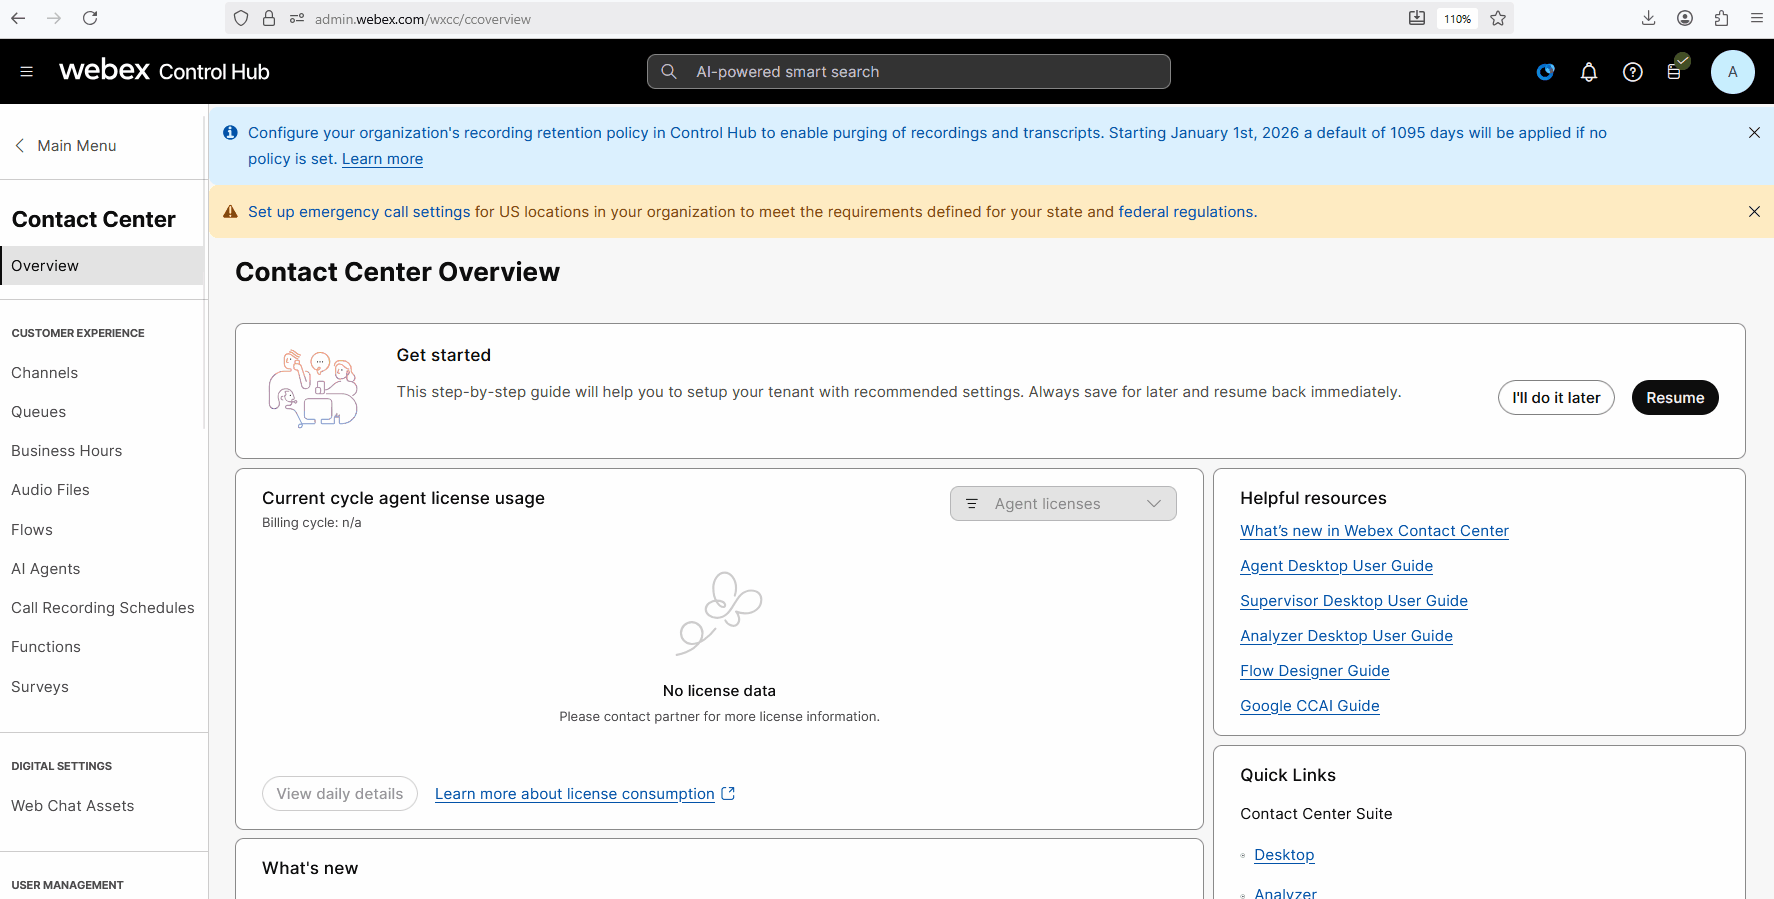 admin.webex.com/wxcc/ccoverview
110%
webex Control Hub
AI-powered smart search
A
Main Menu
Contact Center
Overview
CUSTOMER EXPERIENCE
Channels
Queues
Business Hours
Audio Files
Flows
AI Agents
Call Recording Schedules
Functions
Surveys
DIGITAL SETTINGS
Web Chat Assets
USER MANAGEMENT
Configure your organization's recording retention policy in Control Hub to enable purging of recordings and transcripts. Starting January 1st, 2026 a default of 1095 days will be applied if no
policy is set. Learn more
Set up emergency call settings for US locations in your organization to meet the requirements defined for your state and federal regulations.
Contact Center Overview
Get started
This step-by-step guide will help you to setup your tenant with recommended settings. Always save for later and resume back immediately.
I'll do it later
Resume
Current cycle agent license usage
Billing cycle: n/a
Agent licenses
No license data
Please contact partner for more license information.
View daily details
Learn more about license consumption
What's new
Helpful resources
What’s new in Webex Contact Center
Agent Desktop User Guide
Supervisor Desktop User Guide
Analyzer Desktop User Guide
Flow Designer Guide
Google CCAI Guide
Quick Links
Contact Center Suite
Desktop
Analyzer